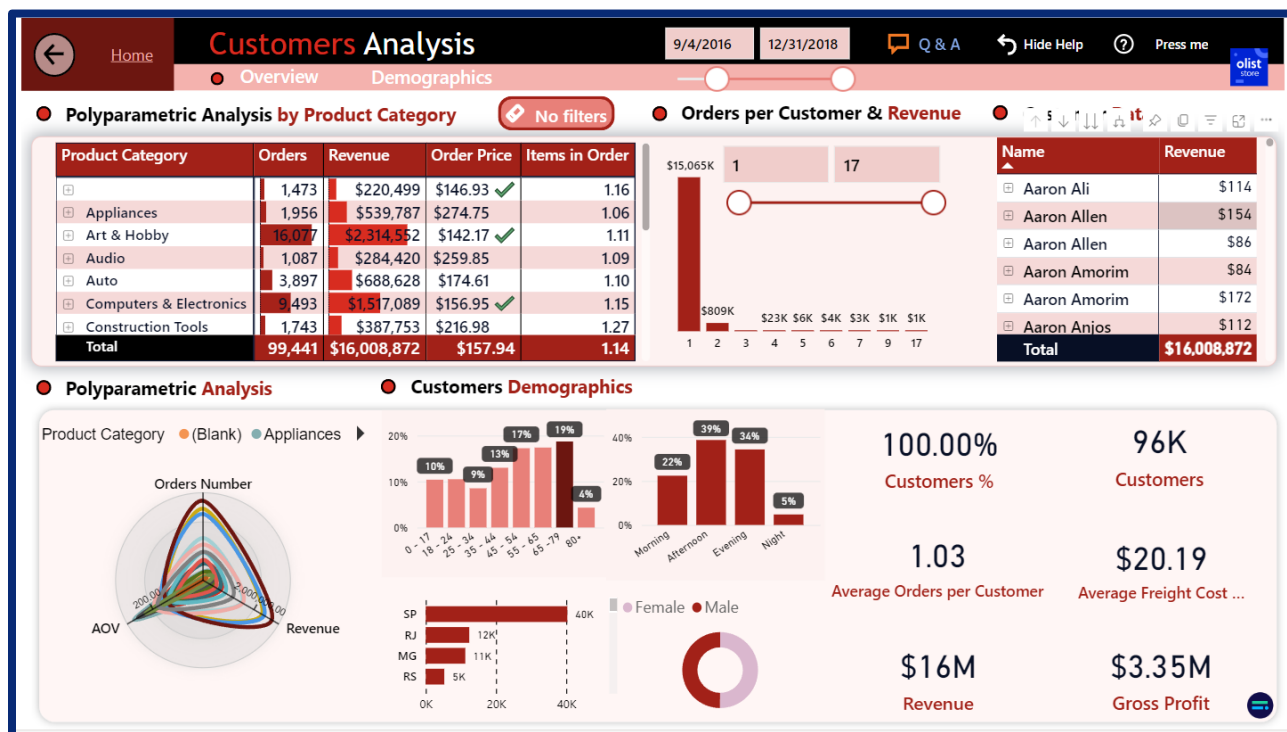 Home
Customers Analysis
9/4/2016
12/31/2018
Q & A
Hide Help
?
Press me
olist
store
Overview
Demographics
Polyparametric Analysis by Product Category
No filters
Orders per Customer & Revenue
Product Category Orders Revenue Order Price Items in Order
1,473 $220,499 $146.93 1.16
Appliances 1,956 $539,787 $274.75 1.06
Art & Hobby 16,077 $2,314,552 $142.17 1.11
Audio 1,087 $284,420 $259.85 1.09
Auto 3,897 $688,628 $174.61 1.10
Computers & Electronics 9,493 $1,517,089 $156.95 1.15
Construction Tools 1,743 $387,753 $216.98 1.27
Total 99,441 $16,008,872 $157.94 1.14
1
17
$15,065K
$809K
$23K $6K $4K $3K $1K $1K
1 2 3 4 5 6 7 9 17
Name Revenue
Aaron Ali $114
Aaron Allen $154
Aaron Allen $86
Aaron Amorim $84
Aaron Amorim $172
Aaron Anjos $112
Total $16,008,872
Polyparametric Analysis
Customers Demographics
Product Category (Blank) Appliances
Orders Number
200.00
2,000,000.00
AOV
Revenue
20%
10%
0%
10%
9%
13%
17%
19%
4%
0 - 17
18 - 24
25 - 34
35 - 44
45 - 54
55 - 65
65 -79
80+
40%
20%
0%
22%
39%
34%
5%
Morning
Afternoon
Evening
Night
SP 40K
RJ 12K
MG 11K
RS 5K
0K 20K 40K
Female Male
100.00%
Customers %
96K
Customers
1.03
Average Orders per Customer
$20.19
Average Freight Cost ...
$16M
Revenue
$3.35M
Gross Profit